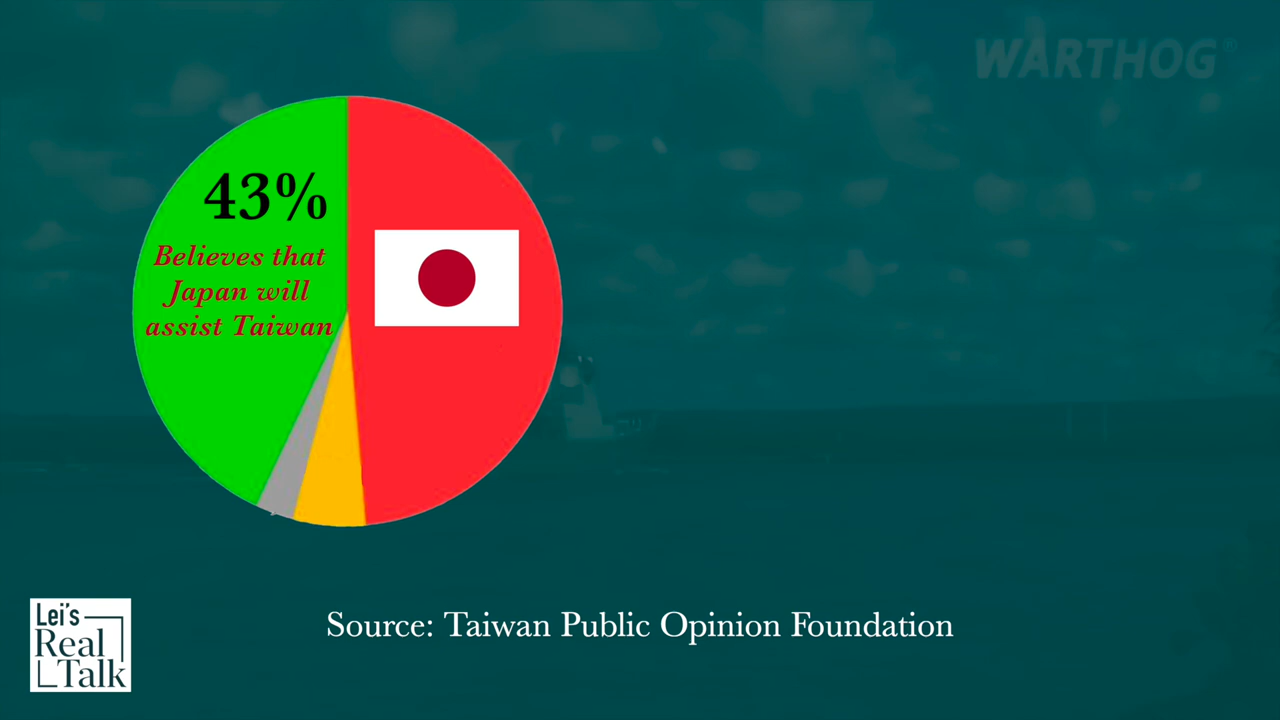 WARTHOG®
43%
Believes that
Japan will
assist Taiwan
Source: Taiwan Public Opinion Foundation
Lei's
Real
Talk